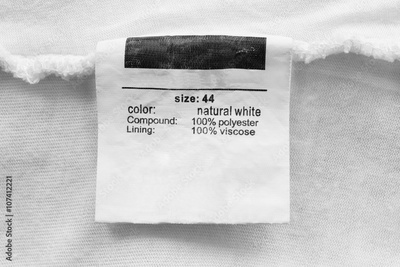 size: 44
color: natural white
Compound: 100% polyester
Lining: 100% viscose
Adobe Stock | #107412221